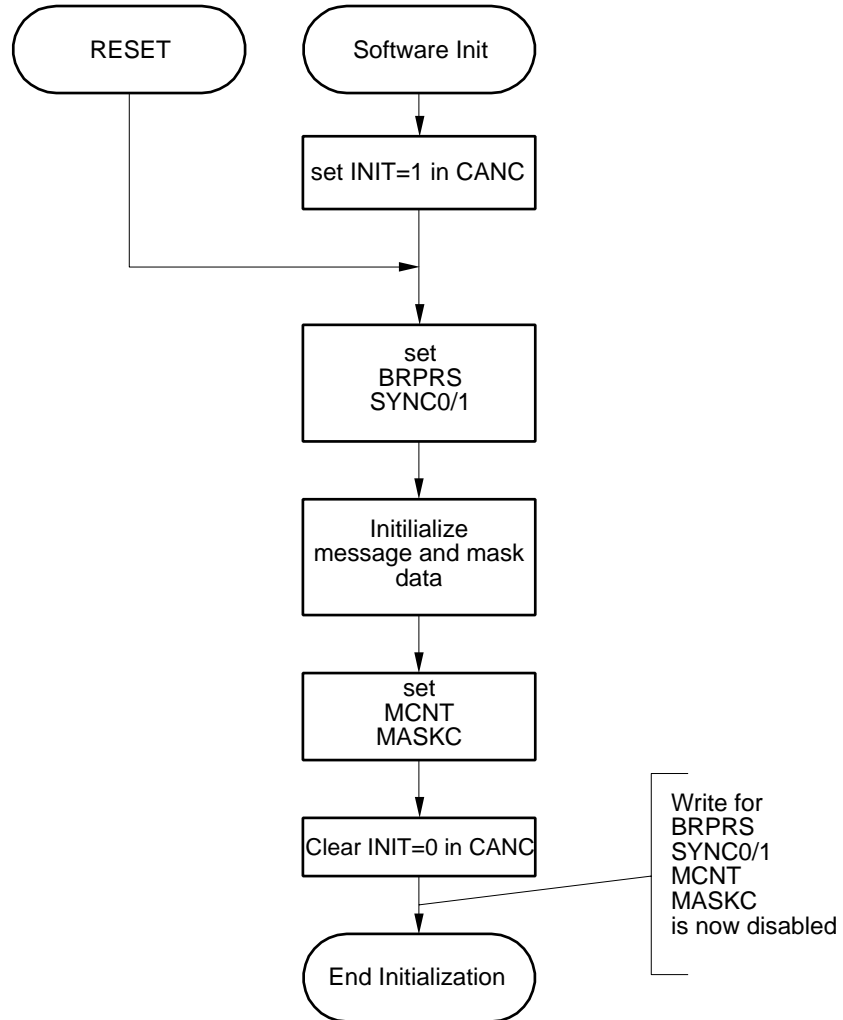 RESET
Software Init
set INIT=1 in CANC
set
BRPRS
SYNC0/1
Initilialize
message and mask
data
set
MCNT
MASKC
Clear INIT=0 in CANC
Write for
BRPRS
SYNC0/1
MCNT
MASKC
is now disabled
End Initialization